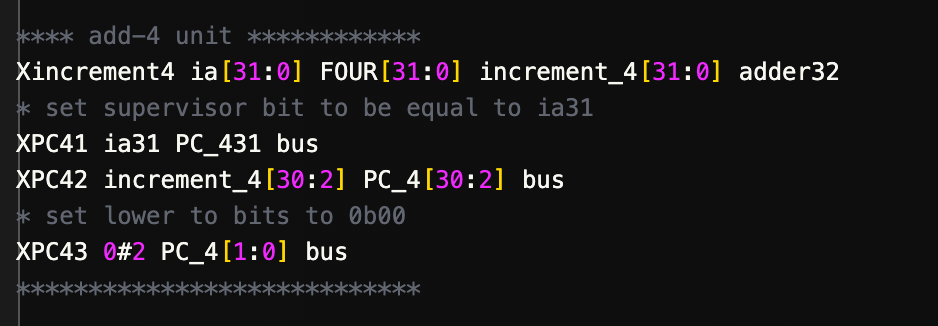 **** add-4 unit ************
Xincrement4 ia[31:0] FOUR[31:0] increment_4[31:0] adder32
* set supervisor bit to be equal to ia31
XPC41 ia31 PC_431 bus
XPC42 increment_4[30:2] PC_4[30:2] bus
* set lower to bits to 0b00
XPC43 0#2 PC_4[1:0] bus
****************************